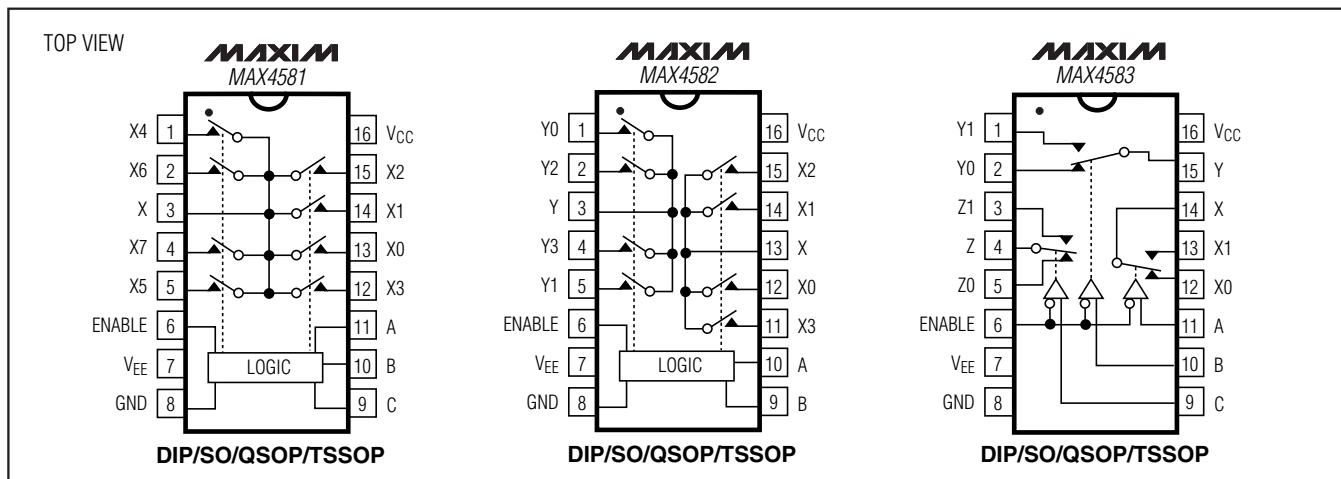 TOP VIEW
MAXIM
MAX4581
X4 1
X6 2
X 3
X7 4
X5 5
ENABLE 6
VEE 7
GND 8
16 VCC
15 X2
14 X1
13 X0
12 X3
11 A
10 B
9 C
LOGIC
DIP/SO/QSOP/TSSOP
MAXIM
MAX4582
Y0 1
Y2 2
Y 3
Y3 4
Y1 5
ENABLE 6
VEE 7
GND 8
16 VCC
15 X2
14 X1
13 X
12 X0
11 X3
10 A
9 B
LOGIC
DIP/SO/QSOP/TSSOP
MAXIM
MAX4583
Y1 1
Y0 2
Z1 3
Z 4
Z0 5
ENABLE 6
VEE 7
GND 8
16 VCC
15 Y
14 X
13 X1
12 X0
11 A
10 B
9 C
DIP/SO/QSOP/TSSOP